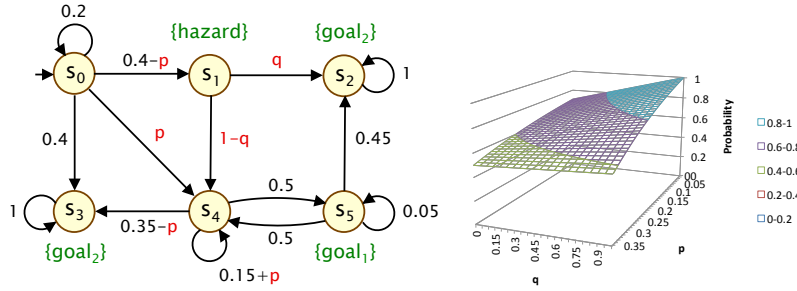 0.2
{hazard}
{goal2}
s0
0.4-p
s1
q
s2
1
0.4
p
1-q
0.45
1
s3
0.35-p
s4
0.5
0.5
s5
0.05
{goal2}
0.15+p
{goal1}
1
0.8
0.6
0.4
0.2
0
Probability
0
0.05
0.1
0.15
0.2
0.25
0.3
0.35
p
0
0.15
0.3
0.45
0.6
0.75
0.9
q
0.8-1
0.6-0.8
0.4-0.6
0.2-0.4
0-0.2